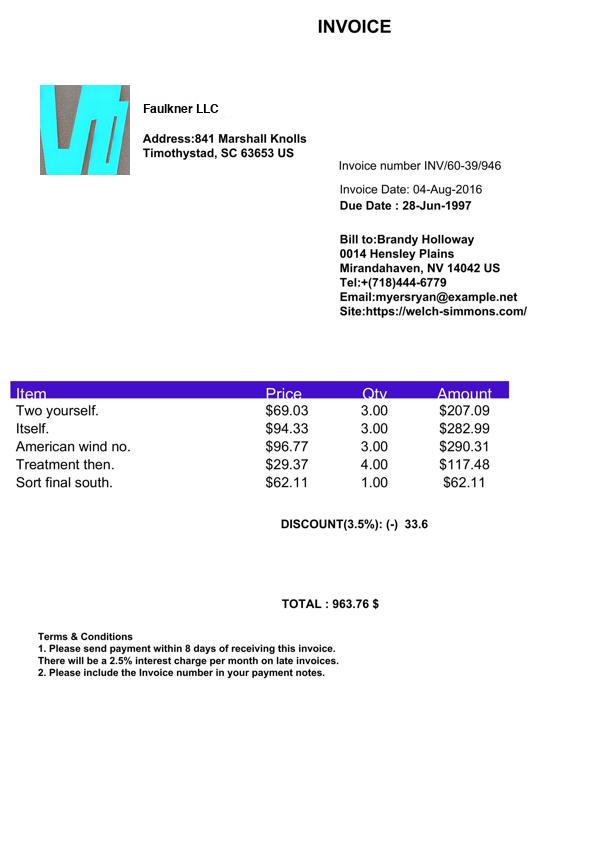 INVOICE
Faulkner LLC
Address:841 Marshall Knolls
Timothystad, SC 63653 US
Invoice number INV/60-39/946
Invoice Date: 04-Aug-2016
Due Date : 28-Jun-1997
Bill to:Brandy Holloway
0014 Hensley Plains
Mirandahaven, NV 14042 US
Tel:+(718)444-6779
Email:myersryan@example.net
Site:https://welch-simmons.com/
Item Price Qty Amount
Two yourself. $69.03 3.00 $207.09
Itself. $94.33 3.00 $282.99
American wind no. $96.77 3.00 $290.31
Treatment then. $29.37 4.00 $117.48
Sort final south. $62.11 1.00 $62.11
DISCOUNT(3.5%): (-) 33.6
TOTAL : 963.76 $
Terms & Conditions
1. Please send payment within 8 days of receiving this invoice.
There will be a 2.5% interest charge per month on late invoices.
2. Please include the Invoice number in your payment notes.